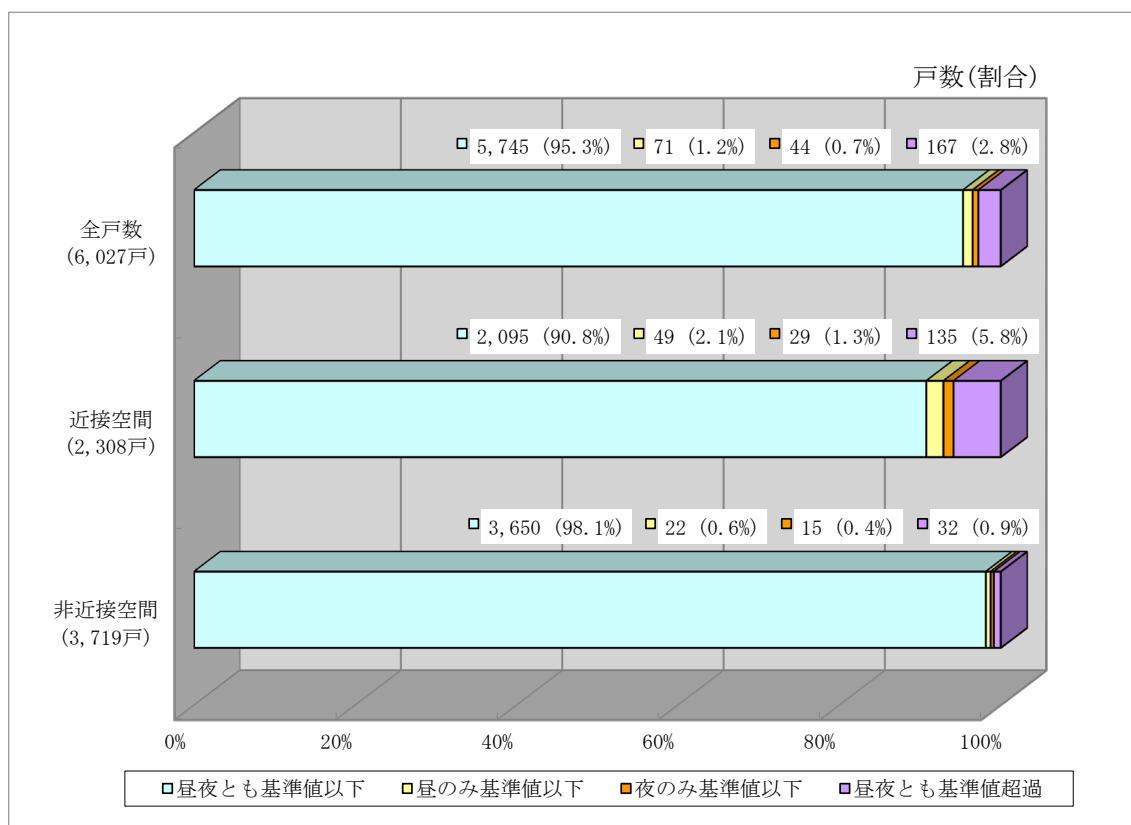 戸数(割合)
5,745 (95.3%) 71 (1.2%) 44 (0.7%) 167 (2.8%)
全戸数
(6,027戸)
2,095 (90.8%) 49 (2.1%) 29 (1.3%) 135 (5.8%)
近接空間
(2,308戸)
3,650 (98.1%) 22 (0.6%) 15 (0.4%) 32 (0.9%)
非近接空間
(3,719戸)
0% 20% 40% 60% 80% 100%
昼夜とも基準値以下 昼のみ基準値以下 夜のみ基準値以下 昼夜とも基準値超過